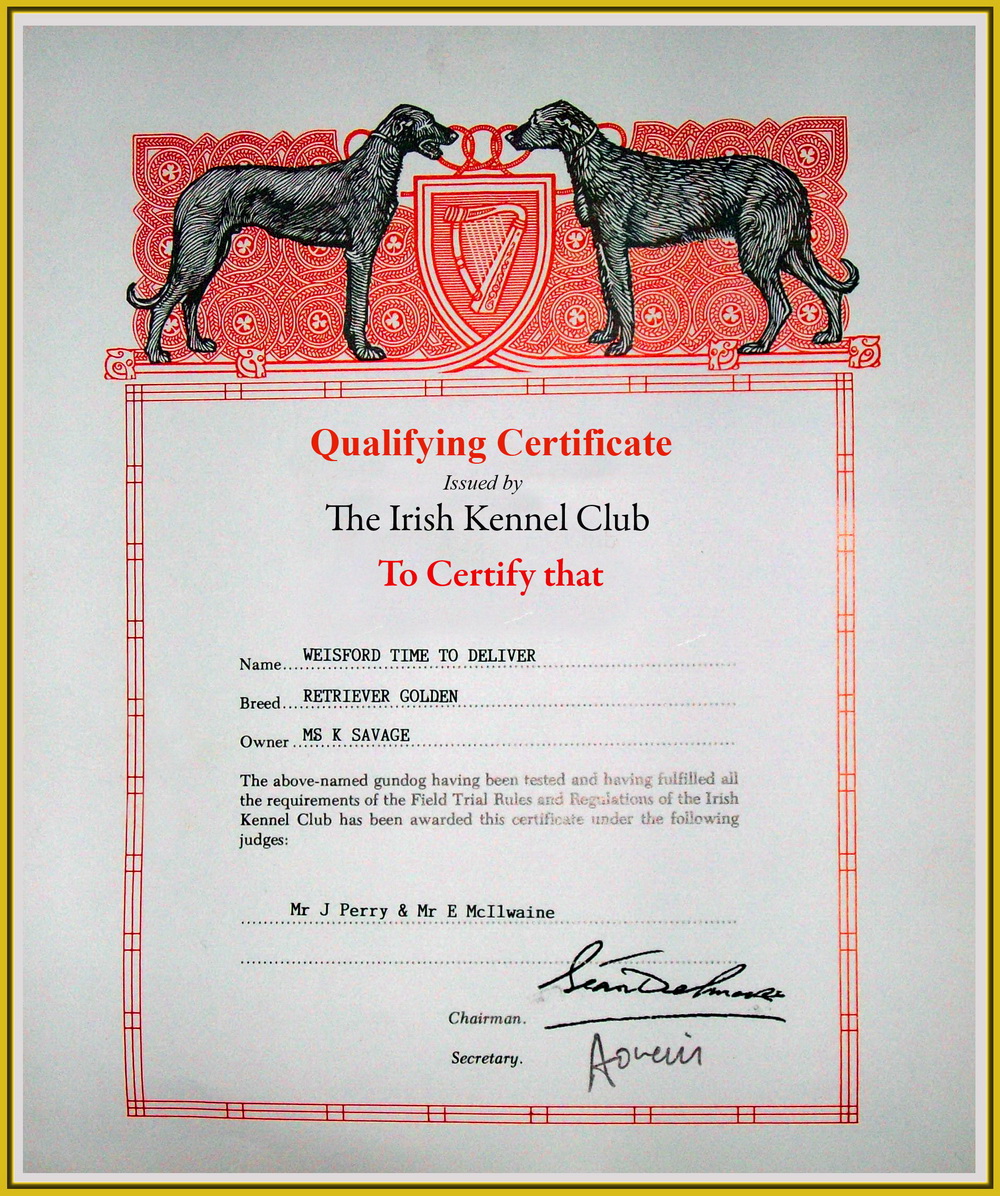 Qualifying Certificate
Issued by
The Irish Kennel Club
To Certify that
Name... WEISFORD TIME TO DELIVER
Breed... RETRIEVER GOLDEN
Owner... MS K SAVAGE
The above-named gundog having been tested and having fulfilled all
the requirements of the Field Trial Rules and Regulations of the Irish
Kennel Club has been awarded this certificate under the following
judges:
Mr J Perry & Mr E McIlwaine
Chairman.
Secretary.